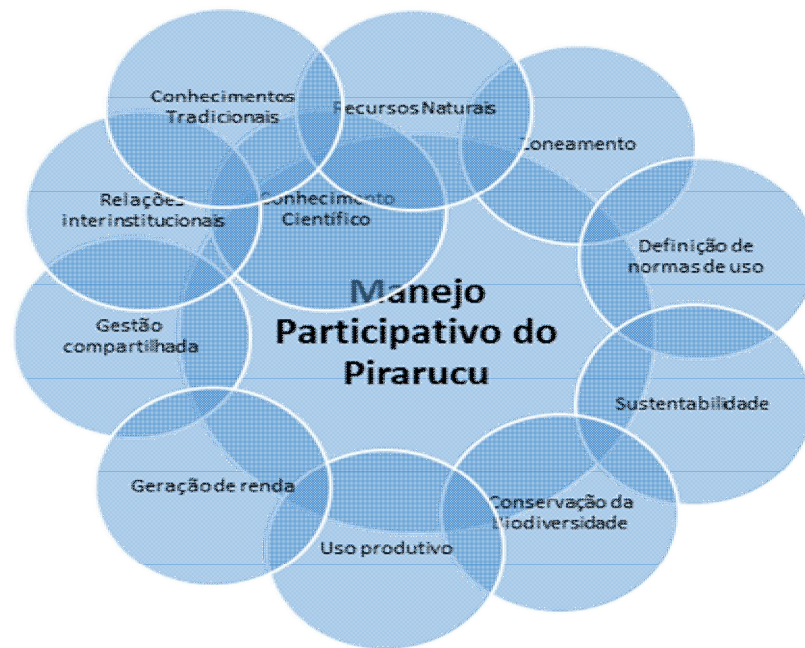 Conhecimentos
Tradicionais
Recursos Naturais
Zoneamento
Conhecimento
Científico
Relações
interinstitucionais
Definição de
normas de uso
Manejo
Participativo do
Pirarucu
Gestão
compartilhada
Sustentabilidade
Geração de renda
Conservação da
Biodiversidade
Uso produtivo